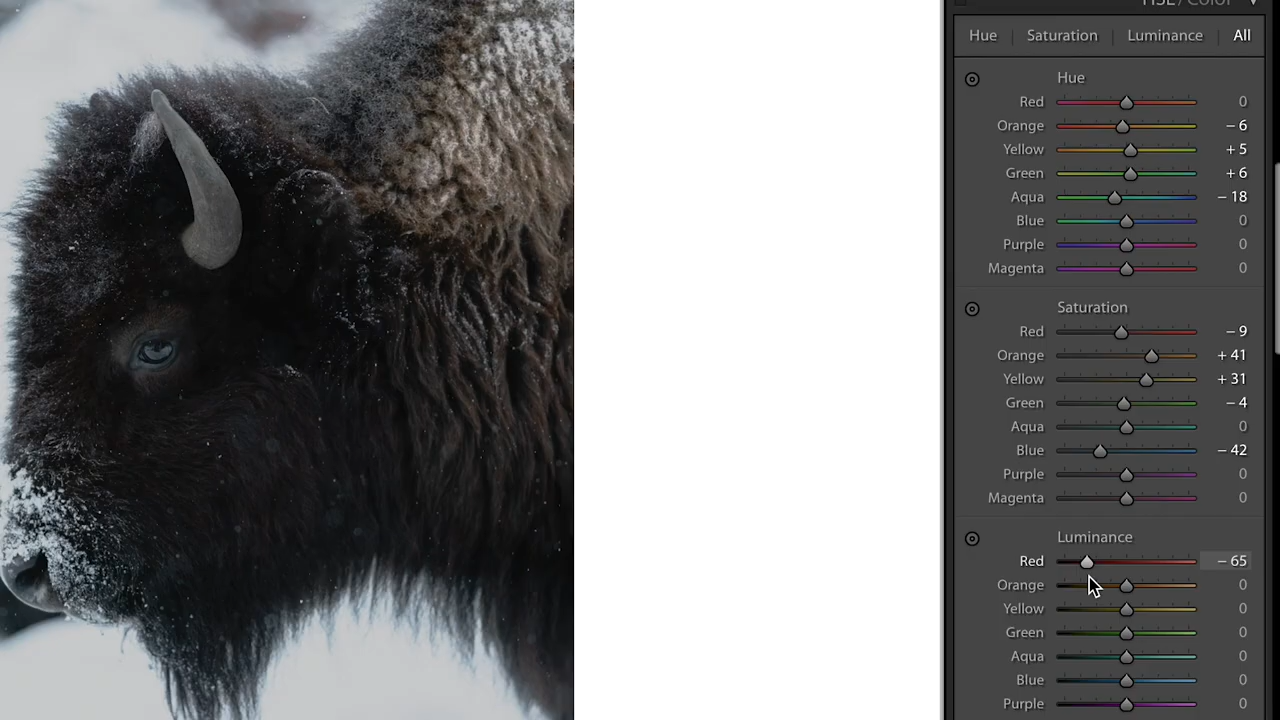 HSL / Color
Hue | Saturation | Luminance | All
Hue
Red 0
Orange – 6
Yellow + 5
Green + 6
Aqua – 18
Blue 0
Purple 0
Magenta 0
Saturation
Red – 9
Orange + 41
Yellow + 31
Green – 4
Aqua 0
Blue – 42
Purple 0
Magenta 0
Luminance
Red – 65
Orange 0
Yellow 0
Green 0
Aqua 0
Blue 0
Purple 0